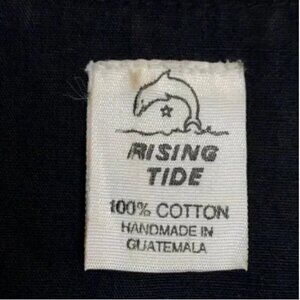 RISING
TIDE
100% COTTON
HANDMADE IN
GUATEMALA